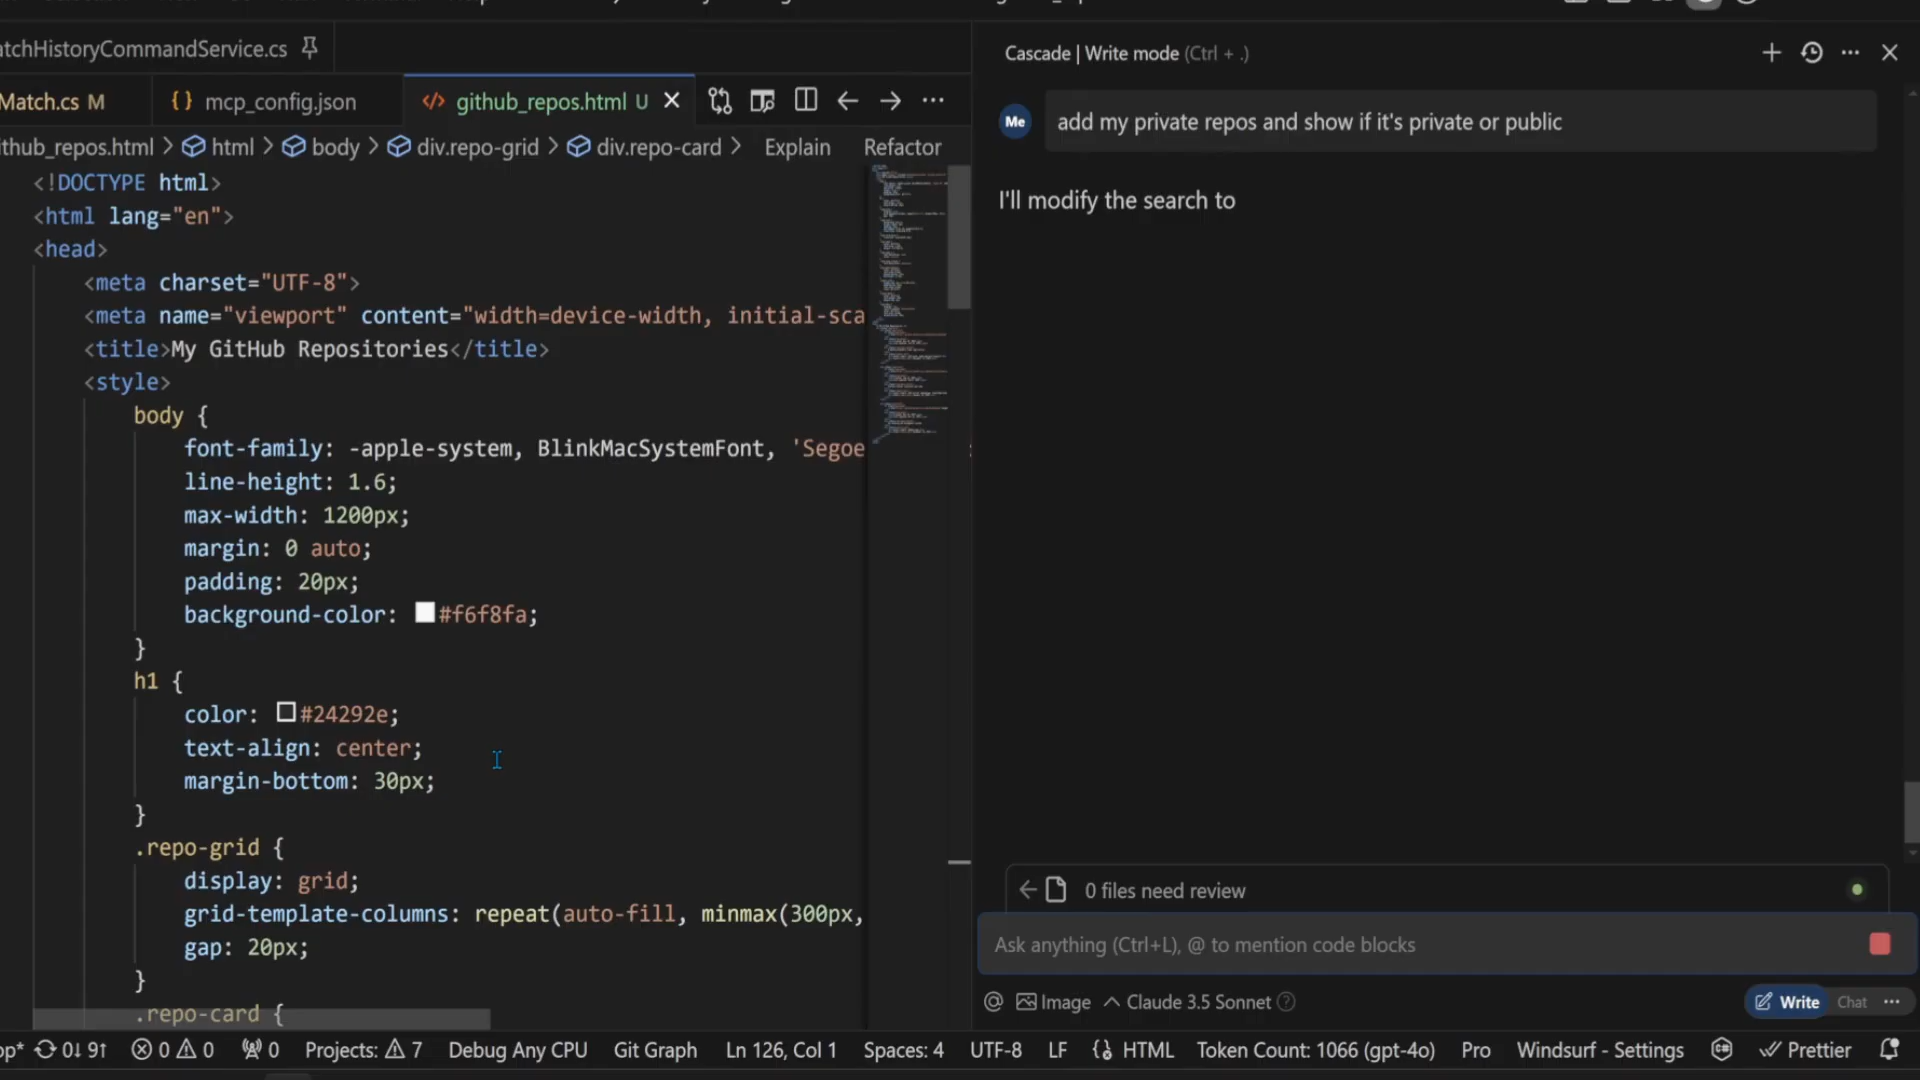 atchHistoryCommandService.cs
Match.cs M
{} mcp_config.json
</> github_repos.html U
ithub_repos.html > html > body > div.repo-grid > div.repo-card > Explain Refactor
<!DOCTYPE html>
<html lang="en">
<head>
<meta charset="UTF-8">
<meta name="viewport" content="width=device-width, initial-sca
<title>My GitHub Repositories</title>
<style>
body {
font-family: -apple-system, BlinkMacSystemFont, 'Segoe
line-height: 1.6;
max-width: 1200px;
margin: 0 auto;
padding: 20px;
background-color: #f6f8fa;
}
h1 {
color: #24292e;
text-align: center;
margin-bottom: 30px;
}
.repo-grid {
display: grid;
grid-template-columns: repeat(auto-fill, minmax(300px,
gap: 20px;
}
.repo-card {
Cascade | Write mode (Ctrl + .)
Me
add my private repos and show if it's private or public
I'll modify the search to
0 files need review
Ask anything (Ctrl+L), @ to mention code blocks
@ Image Claude 3.5 Sonnet
Write Chat
op* 0↓ 9↑ 0 0 0 Projects: 7 Debug Any CPU Git Graph Ln 126, Col 1 Spaces: 4 UTF-8 LF {} HTML Token Count: 1066 (gpt-4o) Pro Windsurf - Settings Prettier